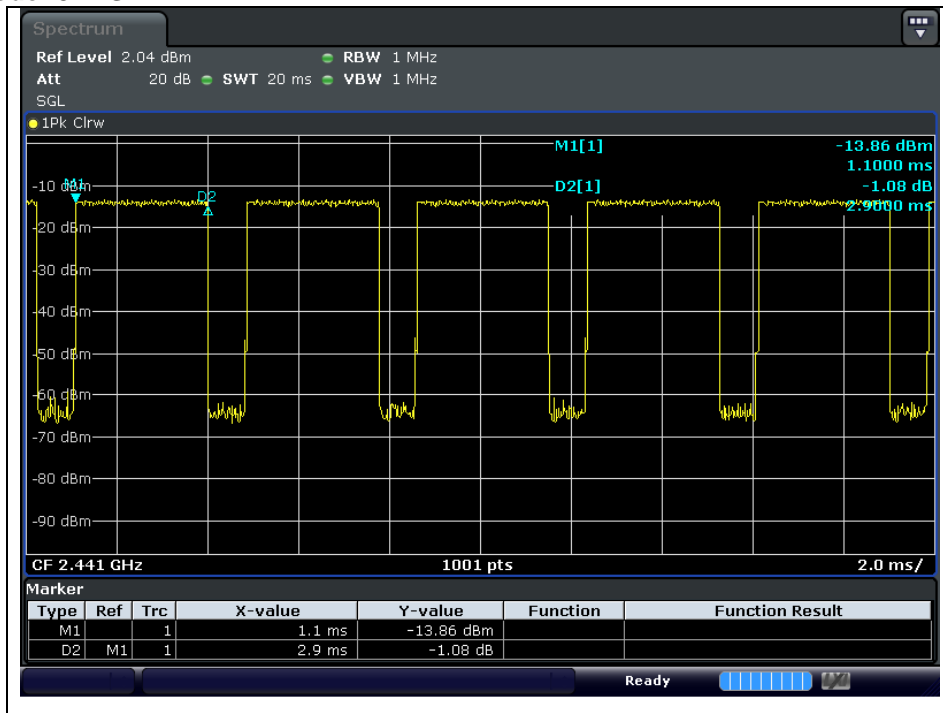 Spectrum
Ref Level 2.04 dBm RBW 1 MHz
Att 20 dB SWT 20 ms VBW 1 MHz
SGL
1Pk Clrw
M1[1] -13.86 dBm
1.1000 ms
D2[1] -1.08 dB
2.9000 ms
M1
D2
-10 dBm
-20 dBm
-30 dBm
-40 dBm
-50 dBm
-60 dBm
-70 dBm
-80 dBm
-90 dBm
CF 2.441 GHz 1001 pts 2.0 ms/
Marker
Type Ref Trc X-value Y-value Function Function Result
M1 1 1.1 ms -13.86 dBm
D2 M1 1 2.9 ms -1.08 dB
Ready